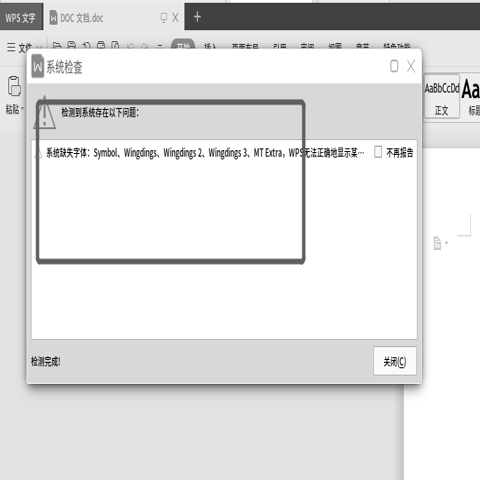 WPS 文字
DOC 文档.doc
文件
开始 插入 页面布局 引用 审阅 视图 章节 特色功能
系统检查
粘贴
AaBbCcDd
正文
标题
检测到系统存在以下问题:
系统缺失字体: Symbol、Wingdings、Wingdings 2、Wingdings 3、MT Extra，WPS无法正确地显示某…
不再报告
检测完成!
关闭(C)